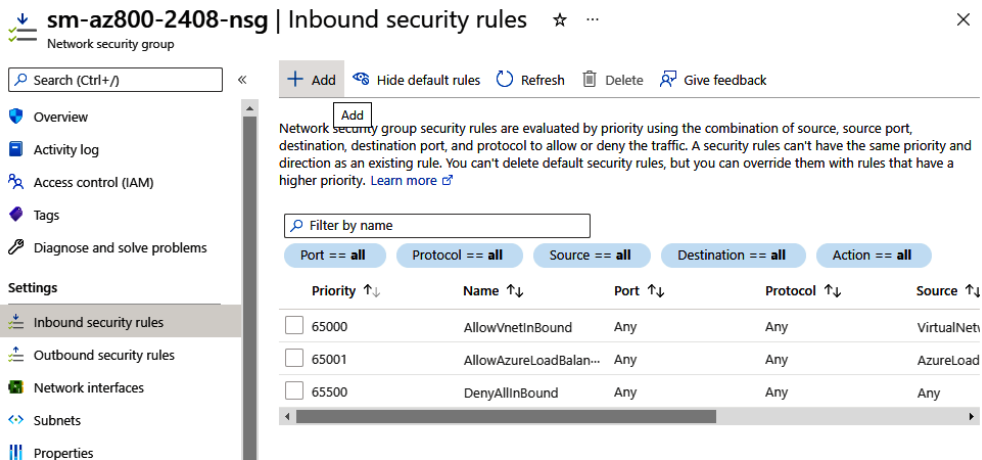 sm-az800-2408-nsg | Inbound security rules
Network security group
Search (Ctrl+/)
Overview
Activity log
Access control (IAM)
Tags
Diagnose and solve problems
Settings
Inbound security rules
Outbound security rules
Network interfaces
Subnets
Properties
Add Hide default rules Refresh Delete Give feedback
Add
Network security group security rules are evaluated by priority using the combination of source, source port,
destination, destination port, and protocol to allow or deny the traffic. A security rules can't have the same priority and
direction as an existing rule. You can't delete default security rules, but you can override them with rules that have a
higher priority. Learn more
Filter by name
Port == all Protocol == all Source == all Destination == all Action == all
Priority Name Port Protocol Source
65000 AllowVnetInBound Any Any VirtualNetw
65001 AllowAzureLoadBalan... Any Any AzureLoad
65500 DenyAllInBound Any Any Any